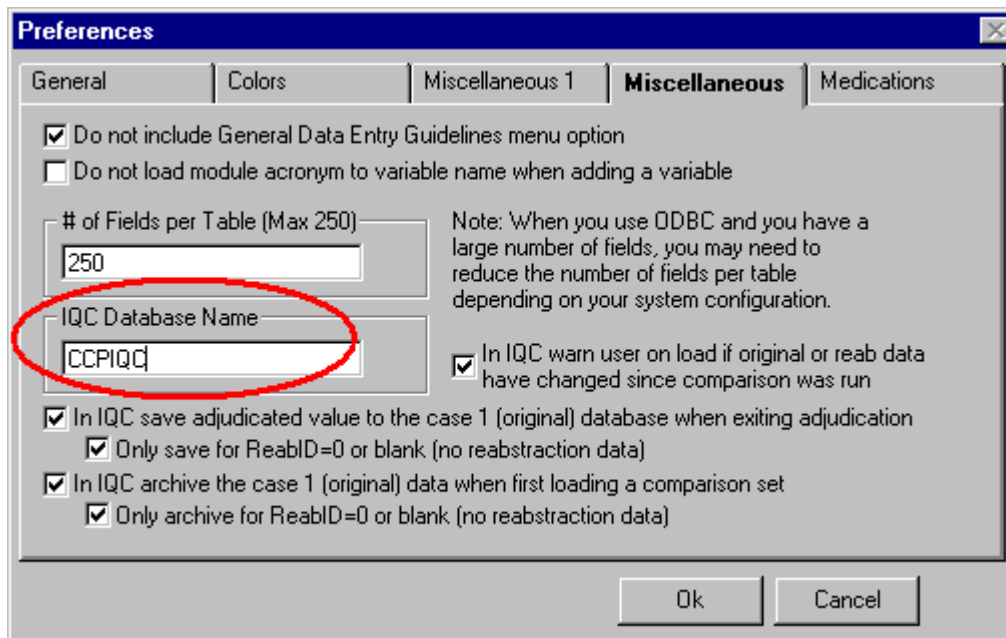 Preferences
General Colors Miscellaneous 1 Miscellaneous Medications
Do not include General Data Entry Guidelines menu option
Do not load module acronym to variable name when adding a variable
# of Fields per Table (Max 250)
250
Note: When you use ODBC and you have a
large number of fields, you may need to
reduce the number of fields per table
depending on your system configuration.
IQC Database Name
CCPIQC
In IQC warn user on load if original or reab data
have changed since comparison was run
In IQC save adjudicated value to the case 1 (original) database when exiting adjudication
Only save for ReabID=0 or blank (no reabstraction data)
In IQC archive the case 1 (original) data when first loading a comparison set
Only archive for ReabID=0 or blank (no reabstraction data)
Ok Cancel